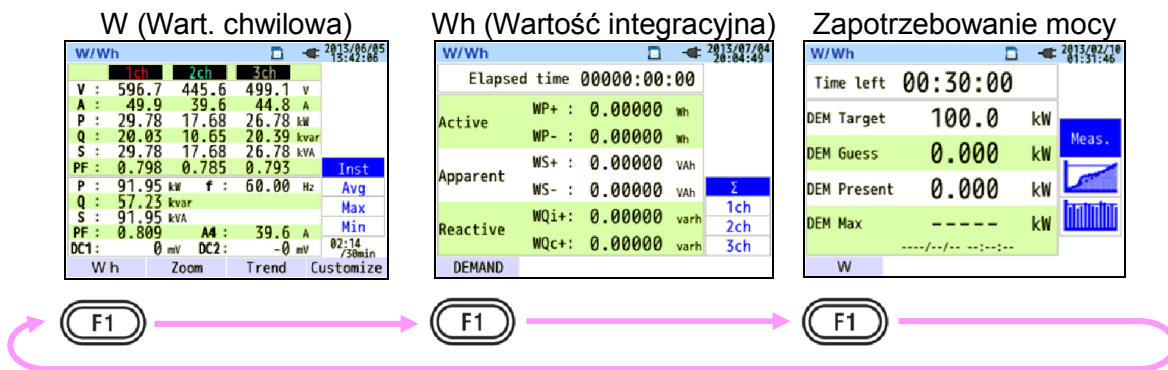 W (Wart. chwilowa)
W/Wh 2013/06/05 13:42:06
1ch 2ch 3ch
V : 596.7 445.6 499.1 V
A : 49.9 39.6 44.8 A
P : 29.78 17.68 26.78 kW
Q : 20.03 10.65 20.39 kvar
S : 29.78 17.68 26.78 kVA
PF : 0.798 0.785 0.793
P : 91.95 kW f : 60.00 Hz
Q : 57.23 kvar
S : 91.95 kVA
PF : 0.809 A4 : 39.6 A
DC1: 0 mV DC2: -0 mV
Inst
Avg
Max
Min
02:14
/30min
Wh Zoom Trend Customize
F1
Wh (Wartość integracyjna)
W/Wh 2013/07/04 20:04:49
Elapsed time 00000:00:00
Active
WP+ : 0.00000 Wh
WP- : 0.00000 Wh
Apparent
WS+ : 0.00000 VAh
WS- : 0.00000 VAh
Reactive
WQi+: 0.00000 varh
WQc+: 0.00000 varh
Σ
1ch
2ch
3ch
DEMAND
F1
Zapotrzebowanie mocy
W/Wh 2013/02/10 01:31:46
Time left 00:30:00
DEM Target 100.0 kW
DEM Guess 0.000 kW
DEM Present 0.000 kW
DEM Max ----- kW
----/--/-- --:--:--
Meas.
W
F1